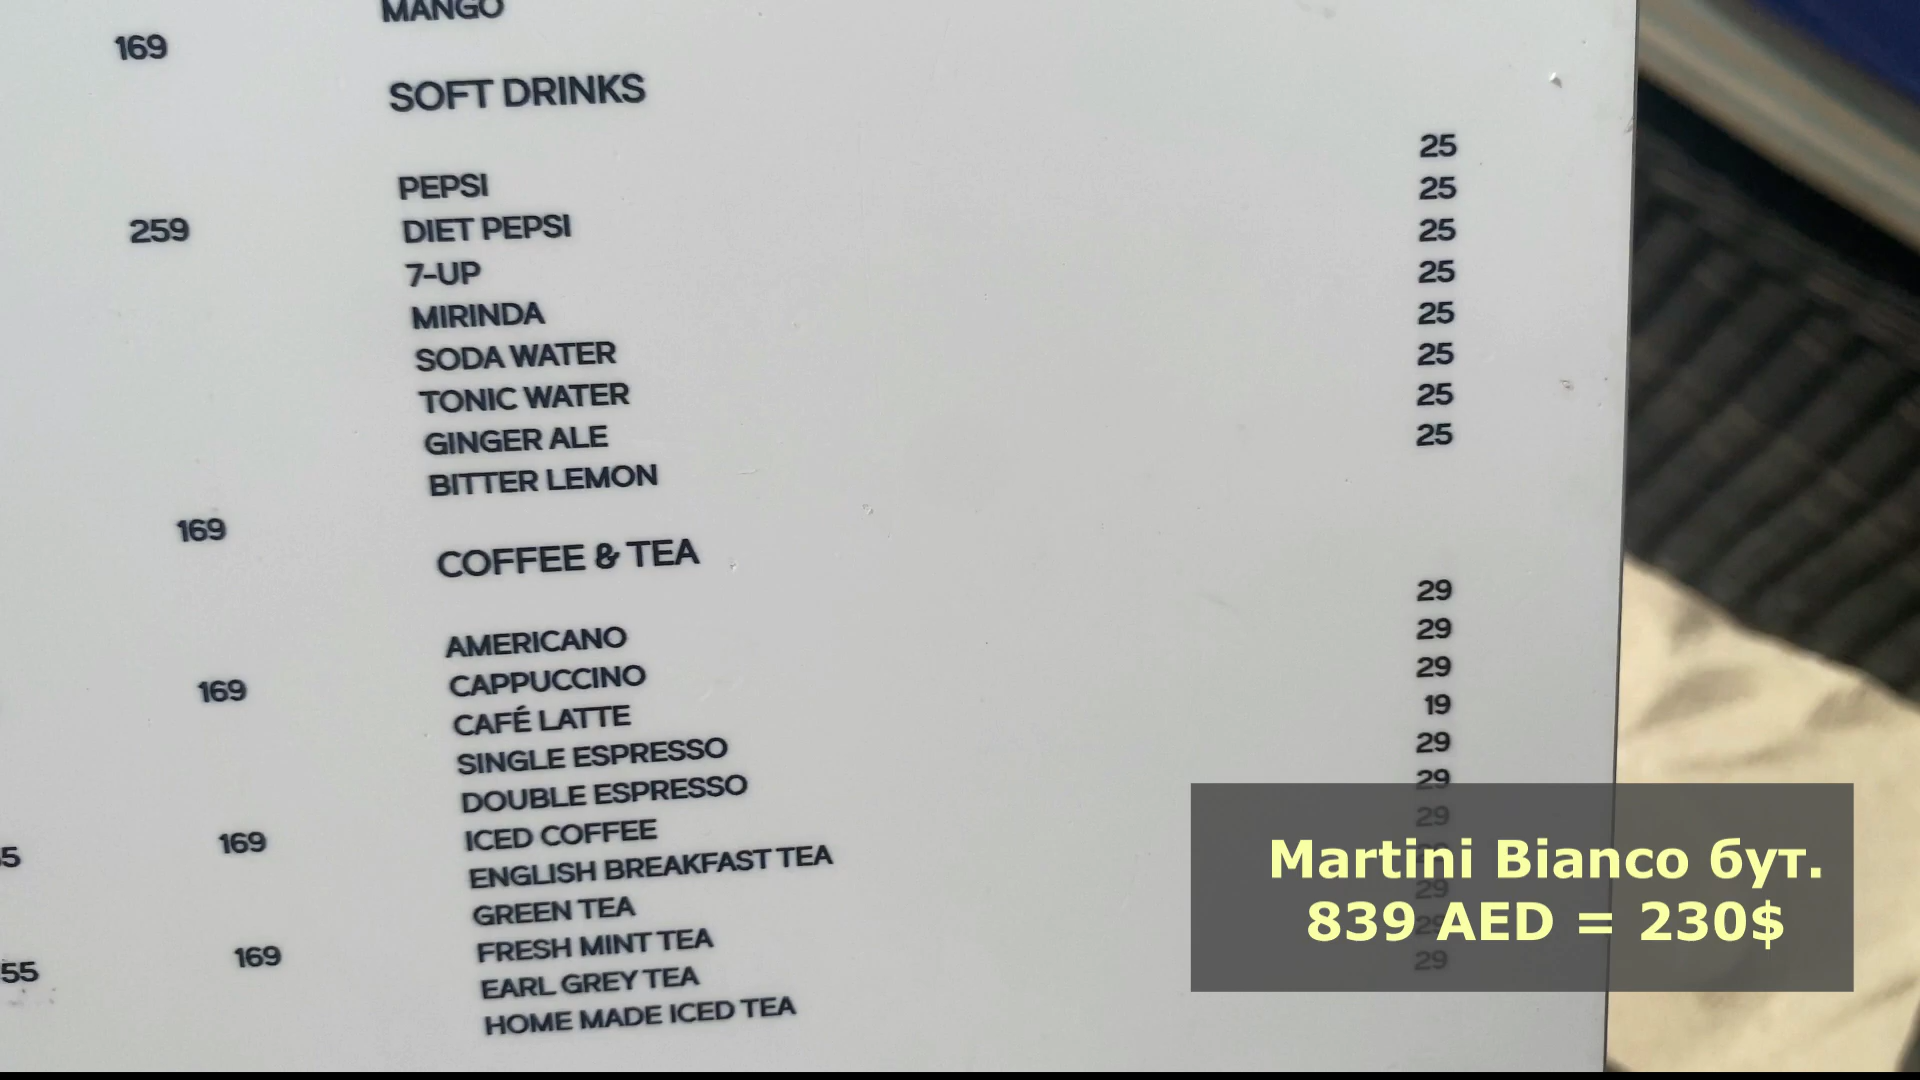 169
259
169
169
169
55 169
MANGO
SOFT DRINKS
PEPSI 25
DIET PEPSI 25
7-UP 25
MIRINDA 25
SODA WATER 25
TONIC WATER 25
GINGER ALE 25
BITTER LEMON 25
COFFEE & TEA
AMERICANO 29
CAPPUCCINO 29
CAFÉ LATTE 29
SINGLE ESPRESSO 19
DOUBLE ESPRESSO 29
ICED COFFEE 29
ENGLISH BREAKFAST TEA 29
GREEN TEA
FRESH MINT TEA 29
EARL GREY TEA 29
HOME MADE ICED TEA 29
Martini Bianco бут.
839 AED = 230$